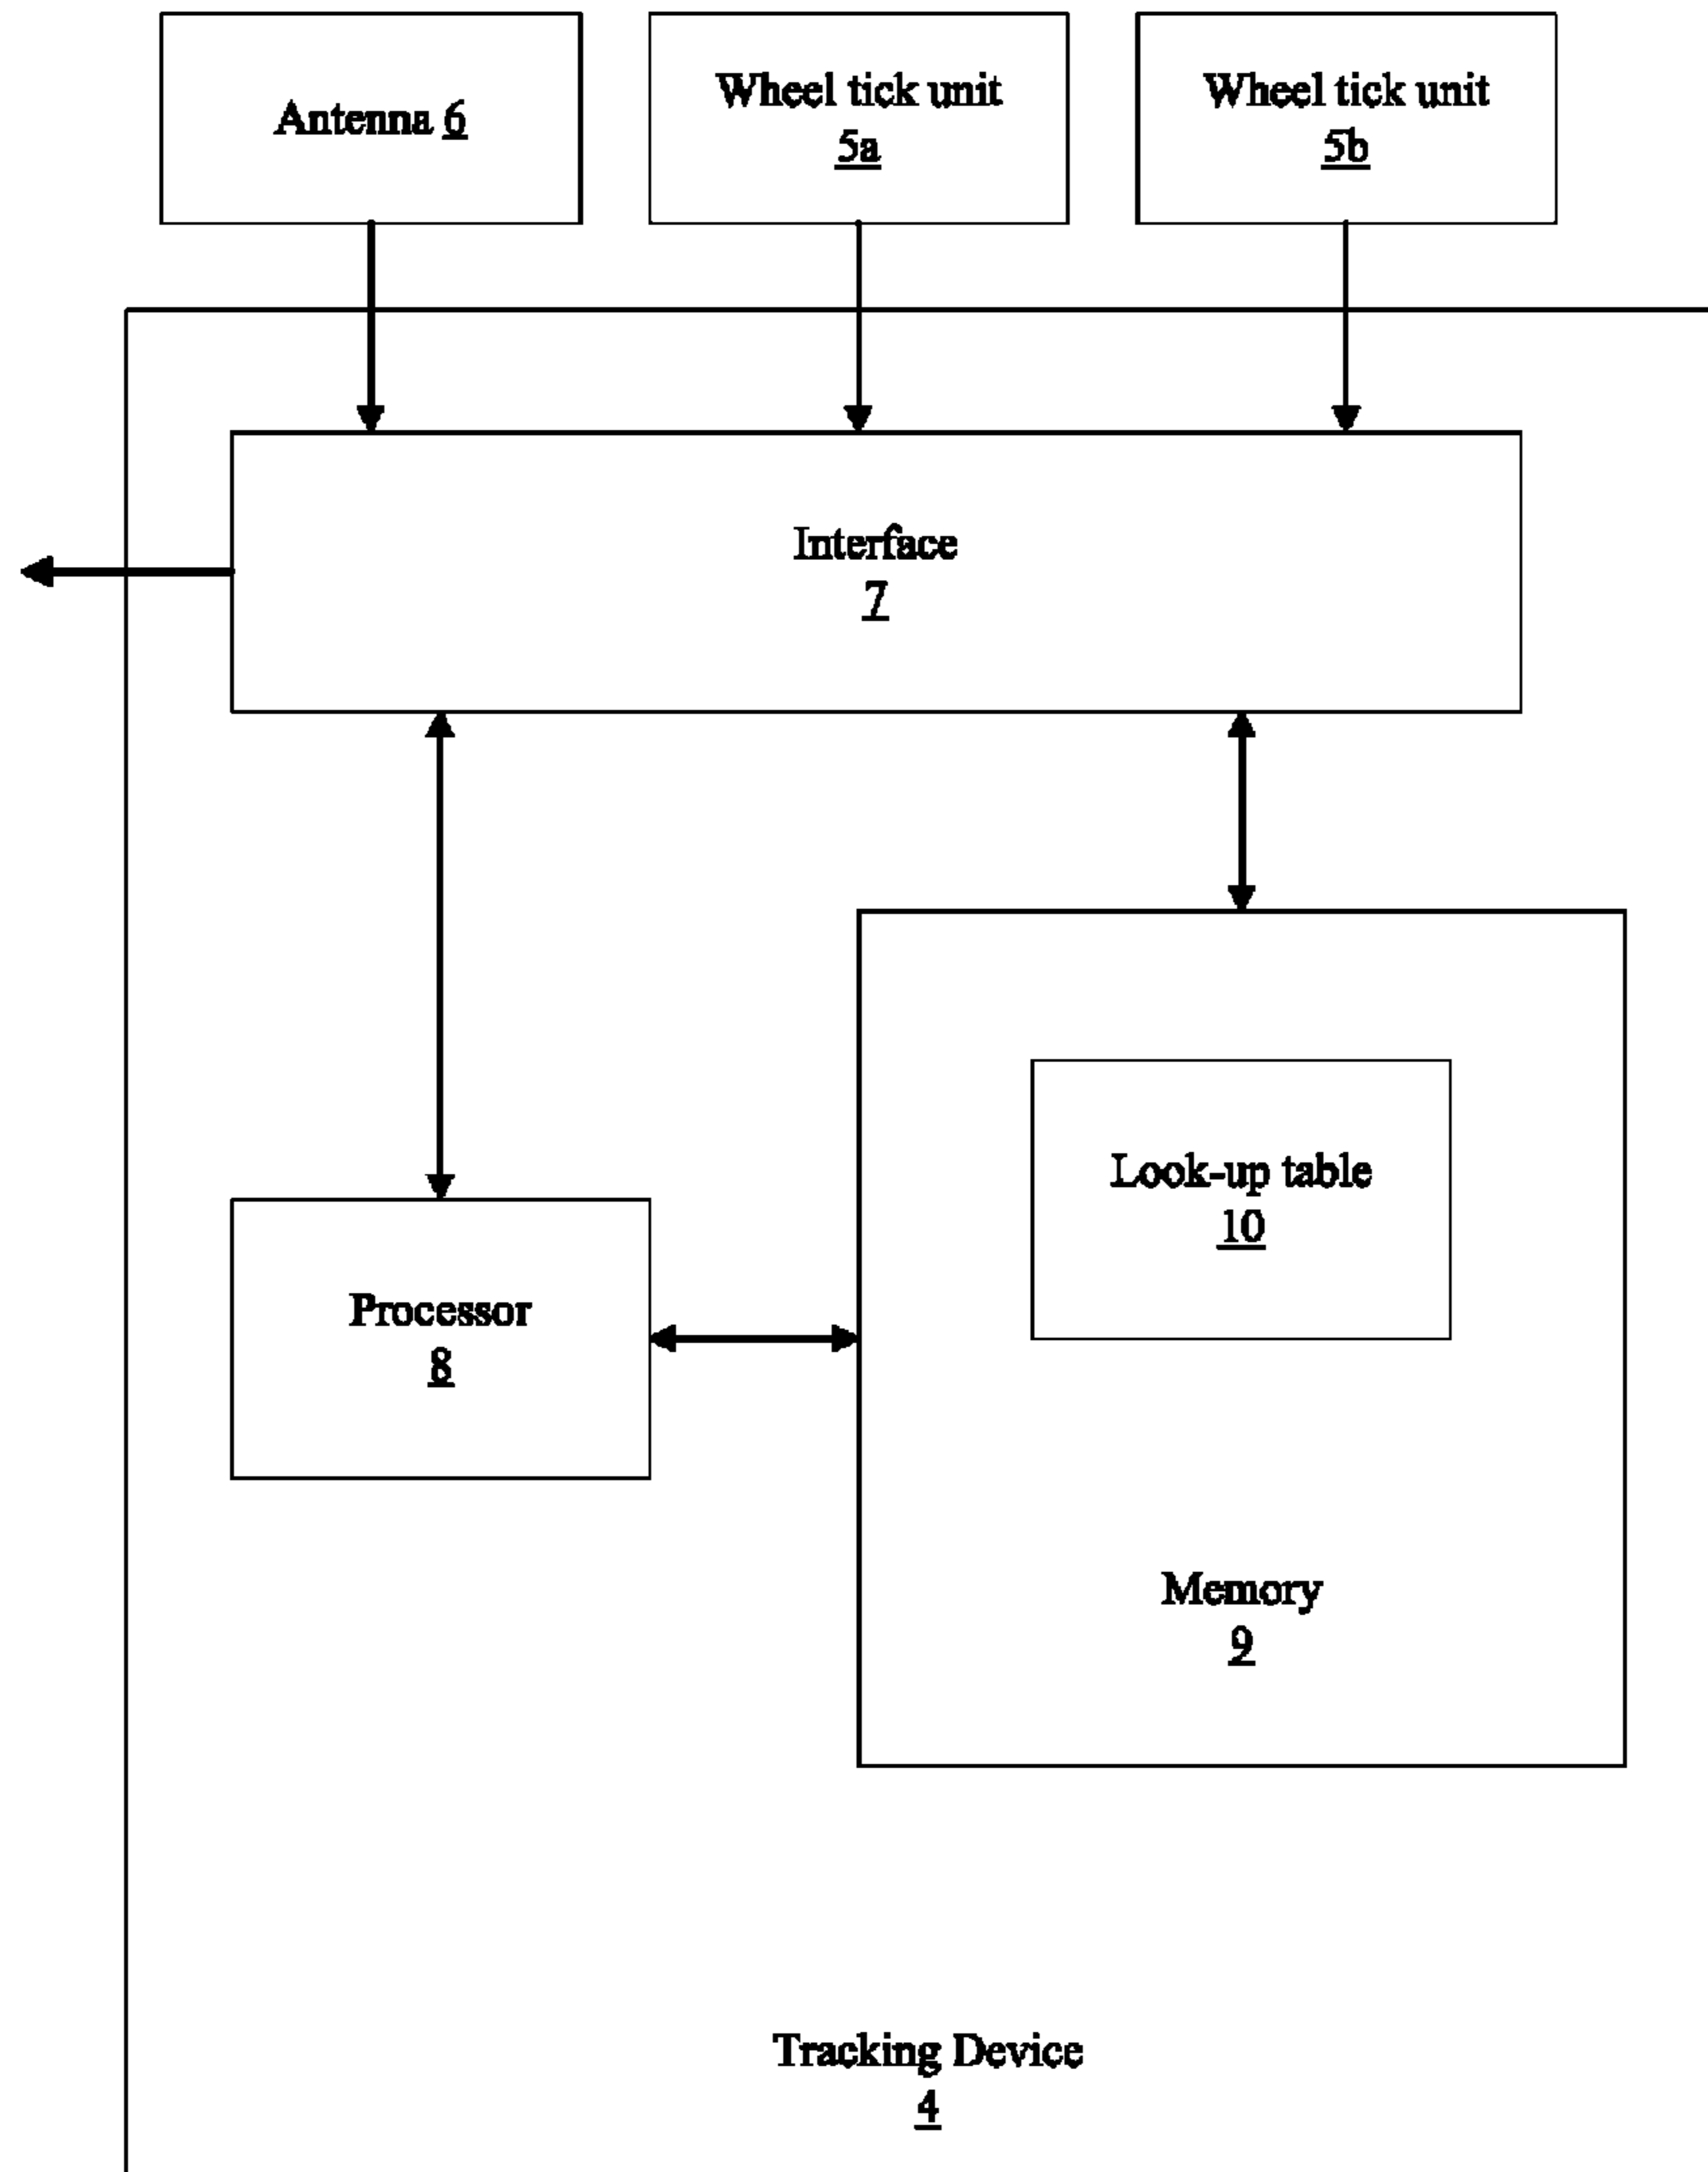 Antenna 6
Wheel tick unit
5a
Wheel tick unit
5b
Interface
7
Look-up table
10
Processor
8
Memory
9
Tracking Device
4